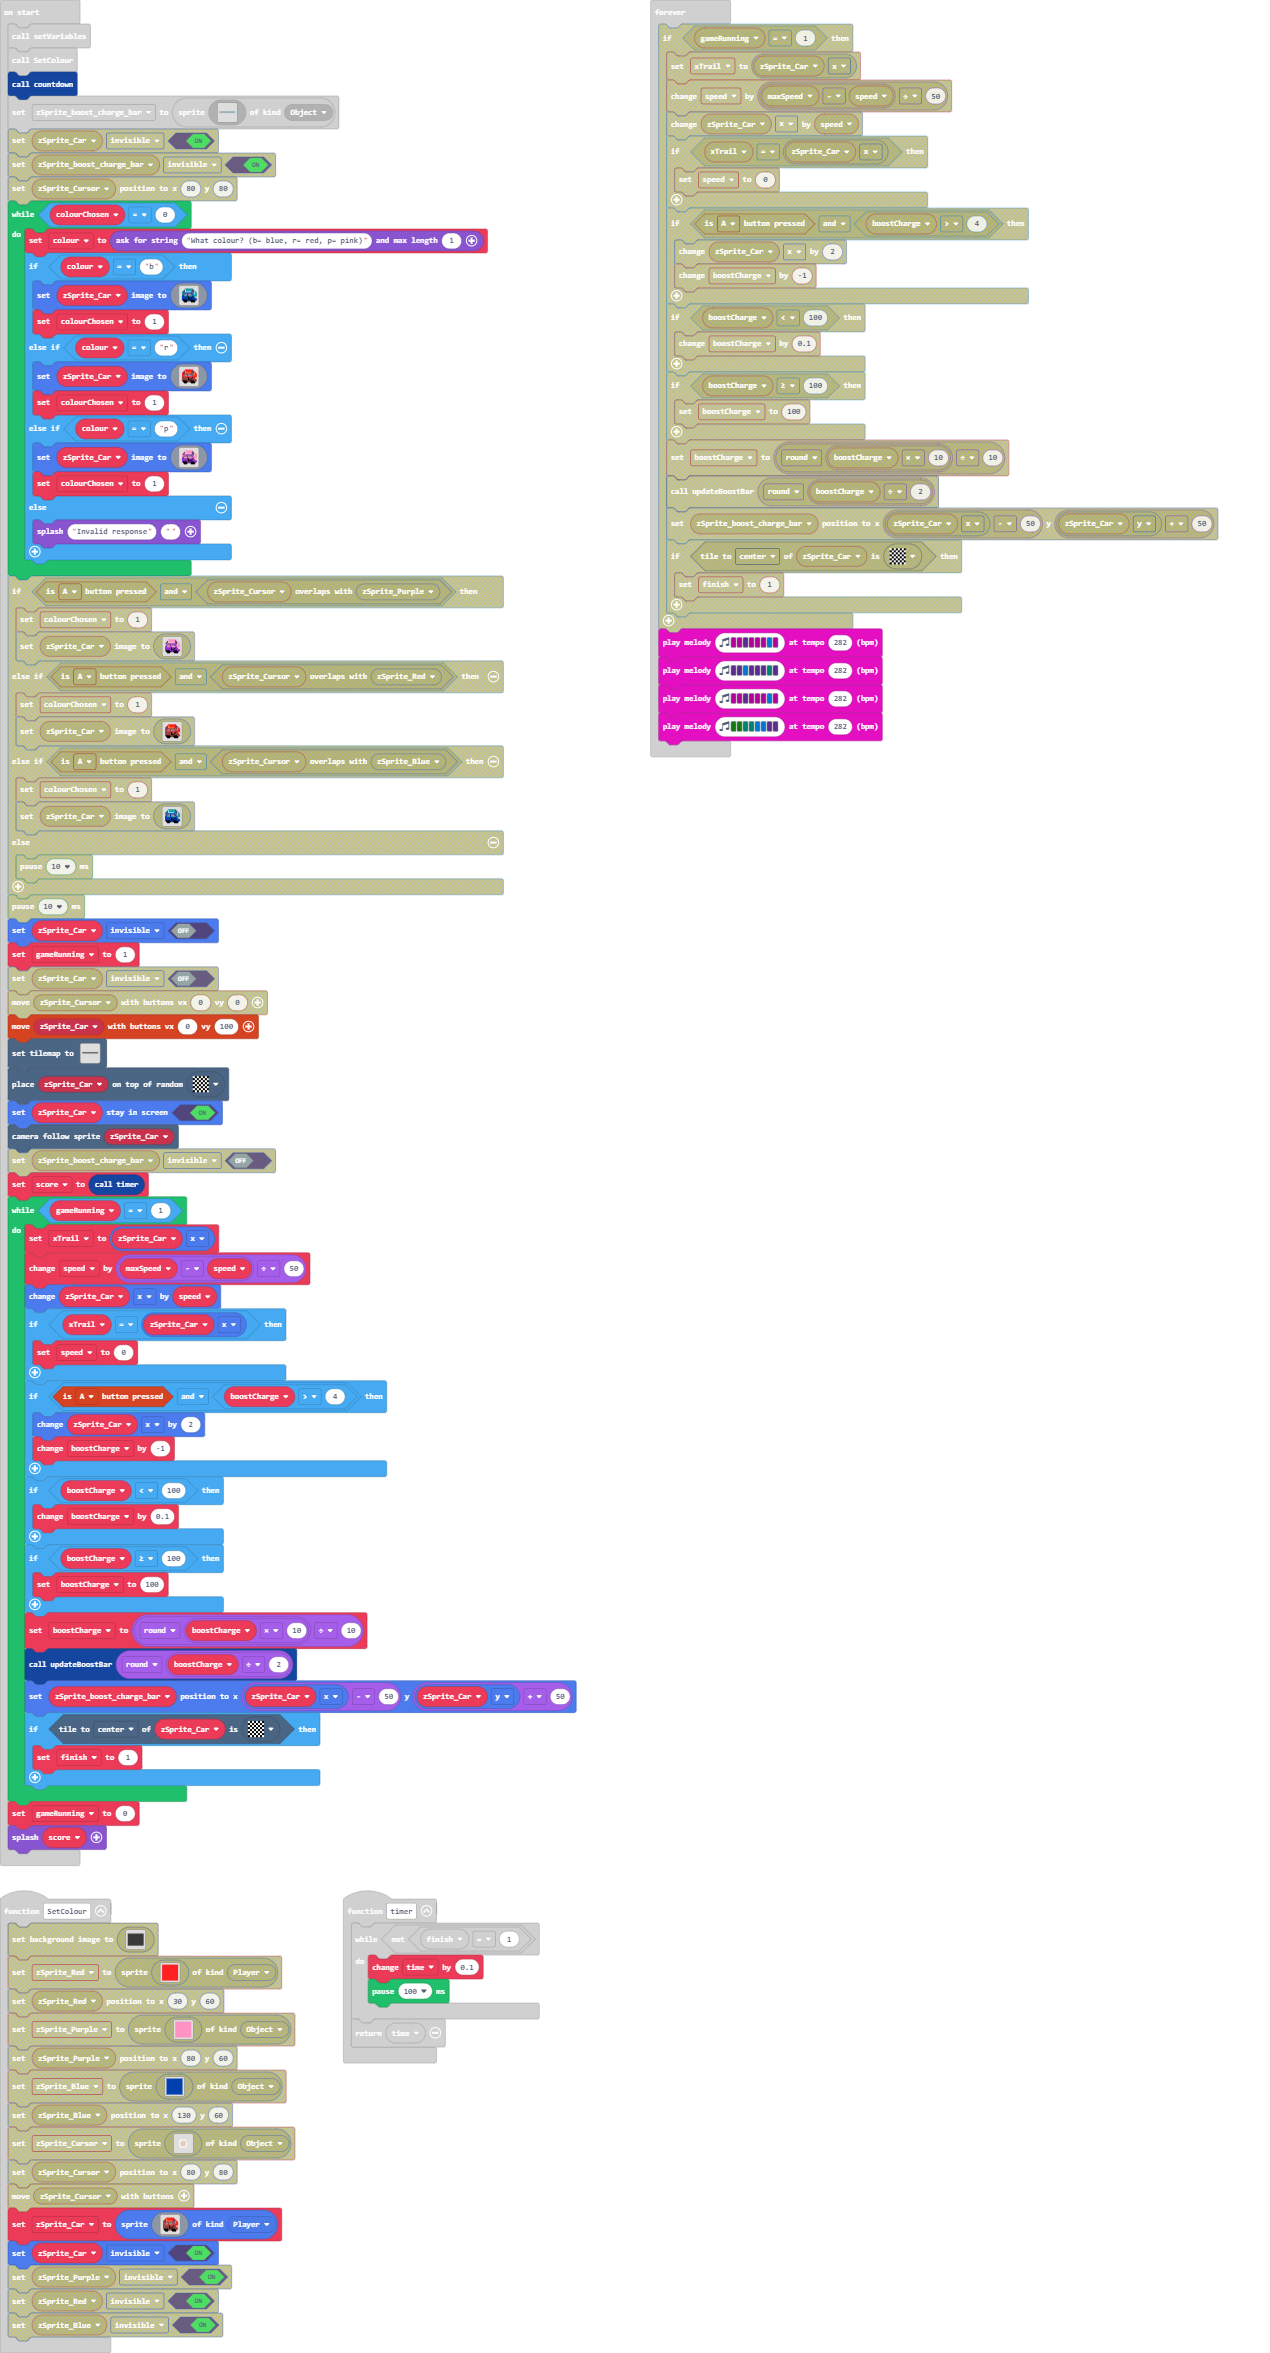 on start
call setVariables
call SetColour
call countdown
set zSprite_boost_charge_bar to sprite of kind Object
set zSprite_Car invisible ON
set zSprite_boost_charge_bar invisible ON
set zSprite_Cursor position to x 80 y 80
while colourChosen = 0
do set colour to ask for string "What colour? (b= blue, r= red, p= pink)" and max length 1
if colour = "b" then
set zSprite_Car image to
set colourChosen to 1
else if colour = "r" then
set zSprite_Car image to
set colourChosen to 1
else if colour = "p" then
set zSprite_Car image to
set colourChosen to 1
else
splash "Invalid response" " "
if is A button pressed and zSprite_Cursor overlaps with zSprite_Purple then
set colourChosen to 1
set zSprite_Car image to
else if is A button pressed and zSprite_Cursor overlaps with zSprite_Red then
set colourChosen to 1
set zSprite_Car image to
else if is A button pressed and zSprite_Cursor overlaps with zSprite_Blue then
set colourChosen to 1
set zSprite_Car image to
else
pause 10 ms
pause 10 ms
set zSprite_Car invisible OFF
set gameRunning to 1
set zSprite_Car invisible OFF
move zSprite_Cursor with buttons vx 0 vy 0
move zSprite_Car with buttons vx 0 vy 100
set tilemap to
place zSprite_Car on top of random
set zSprite_Car stay in screen ON
camera follow sprite zSprite_Car
set zSprite_boost_charge_bar invisible OFF
set score to call timer
while gameRunning = 1
do set xTrail to zSprite_Car x
change speed by maxSpeed - speed ÷ 50
change zSprite_Car x by speed
if xTrail = zSprite_Car x then
set speed to 0
if is A button pressed and boostCharge > 4 then
change zSprite_Car x by 2
change boostCharge by -1
if boostCharge < 100 then
change boostCharge by 0.1
if boostCharge ≥ 100 then
set boostCharge to 100
set boostCharge to round boostCharge × 10 ÷ 10
call updateBoostBar round boostCharge ÷ 2
set zSprite_boost_charge_bar position to x zSprite_Car x - 50 y zSprite_Car y + 50
if tile to center of zSprite_Car is then
set finish to 1
set gameRunning to 0
splash score
forever
if gameRunning = 1 then
set xTrail to zSprite_Car x
change speed by maxSpeed - speed ÷ 50
change zSprite_Car x by speed
if xTrail = zSprite_Car x then
set speed to 0
if is A button pressed and boostCharge > 4 then
change zSprite_Car x by 2
change boostCharge by -1
if boostCharge < 100 then
change boostCharge by 0.1
if boostCharge ≥ 100 then
set boostCharge to 100
set boostCharge to round boostCharge × 10 ÷ 10
call updateBoostBar round boostCharge ÷ 2
set zSprite_boost_charge_bar position to x zSprite_Car x - 50 y zSprite_Car y + 50
if tile to center of zSprite_Car is then
set finish to 1
play melody at tempo 282 (bpm)
play melody at tempo 282 (bpm)
play melody at tempo 282 (bpm)
play melody at tempo 282 (bpm)
function SetColour
set background image to
set zSprite_Red to sprite of kind Player
set zSprite_Red position to x 30 y 60
set zSprite_Purple to sprite of kind Object
set zSprite_Purple position to x 80 y 60
set zSprite_Blue to sprite of kind Object
set zSprite_Blue position to x 130 y 60
set zSprite_Cursor to sprite of kind Object
set zSprite_Cursor position to x 80 y 80
move zSprite_Cursor with buttons
set zSprite_Car to sprite of kind Player
set zSprite_Car invisible ON
set zSprite_Purple invisible ON
set zSprite_Red invisible ON
set zSprite_Blue invisible ON
function timer
while not finish = 1
do change time by 0.1
pause 100 ms
return time